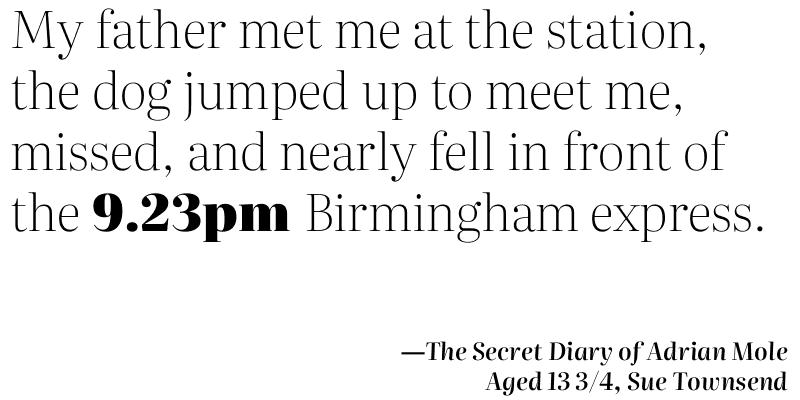 My father met me at the station,
the dog jumped up to meet me,
missed, and nearly fell in front of
the 9.23pm Birmingham express.
—The Secret Diary of Adrian Mole
Aged 13 3/4, Sue Townsend